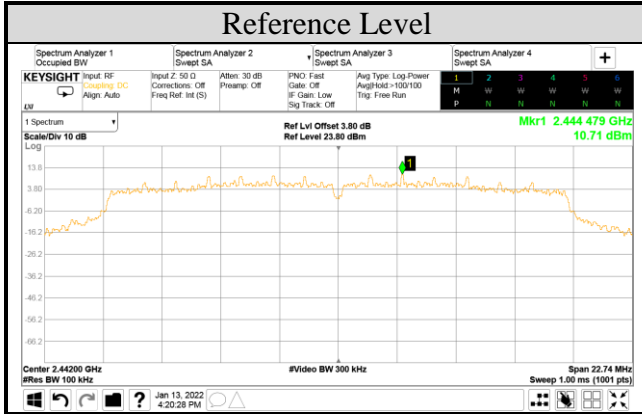 Reference Level
Spectrum Analyzer 1
Occupied BW
Spectrum Analyzer 2
Swept SA
Spectrum Analyzer 3
Swept SA
Spectrum Analyzer 4
Swept SA
+
KEYSIGHT
Input: RF
Coupling: DC
Align: Auto
Input Z: 50 Ω
Corrections: Off
Freq Ref: Int (S)
Atten: 30 dB
Preamp: Off
PNO: Fast
Gate: Off
IF Gain: Low
Sig Track: Off
Avg Type: Log-Power
Avg|Hold:>100/100
Trig: Free Run
1 2 3 4 5 6
M W W W W W
P N N N N N
LXI
1 Spectrum
Scale/Div 10 dB
Ref Lvl Offset 3.80 dB
Ref Level 23.80 dBm
Mkr1 2.444 479 GHz
10.71 dBm
Log
1
13.8
3.80
-6.20
-16.2
-26.2
-36.2
-46.2
-56.2
-66.2
Center 2.44200 GHz
#Res BW 100 kHz
#Video BW 300 kHz
Span 22.74 MHz
Sweep 1.00 ms (1001 pts)
?
Jan 13, 2022
4:20:28 PM